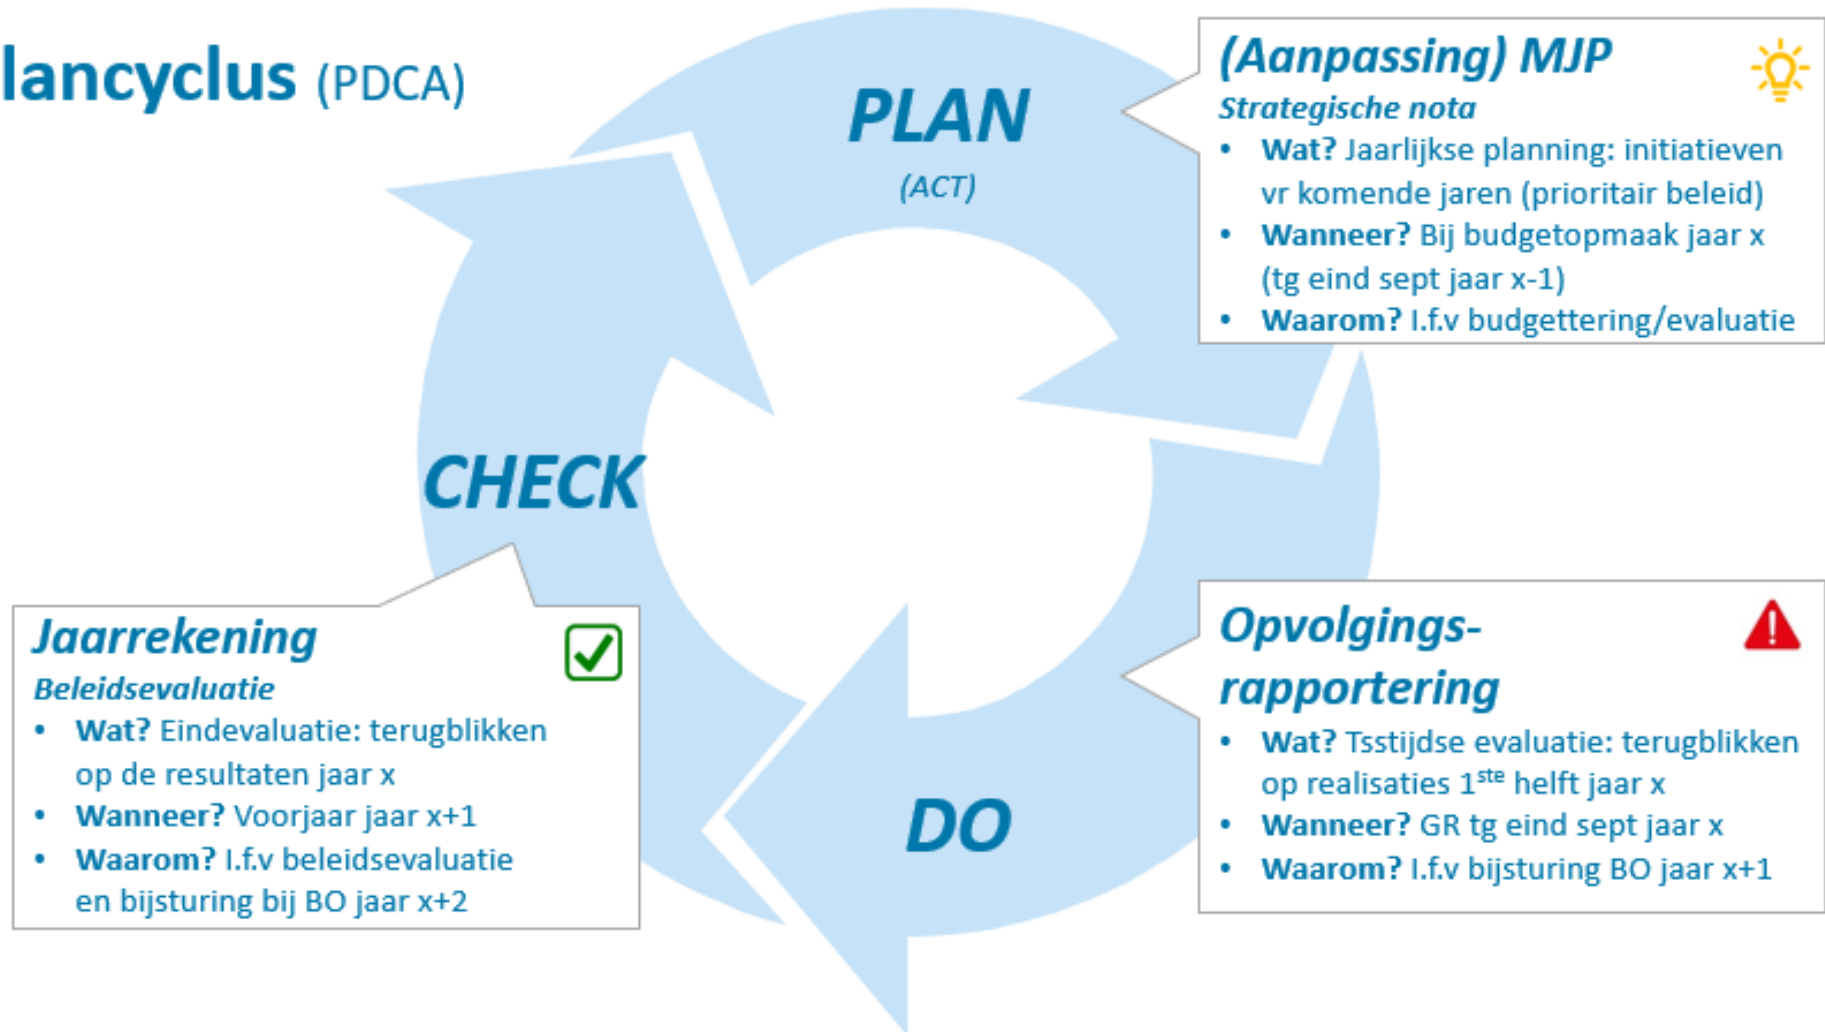 lancyclus (PDCA)
PLAN
(ACT)
(Aanpassing) MJP
Strategische nota
• Wat? Jaarlijkse planning: initiatieven
vr komende jaren (prioritair beleid)
• Wanneer? Bij budgetopmaak jaar x
(tg eind sept jaar x-1)
• Waarom? I.f.v budgettering/evaluatie
CHECK
Jaarrekening
Beleidsevaluatie
• Wat? Eindevaluatie: terugblikken
op de resultaten jaar x
• Wanneer? Voorjaar jaar x+1
• Waarom? I.f.v beleidsevaluatie
en bijsturing bij BO jaar x+2
DO
Opvolgings-
rapportering
• Wat? Tsstijdse evaluatie: terugblikken
op realisaties 1ste helft jaar x
• Wanneer? GR tg eind sept jaar x
• Waarom? I.f.v bijsturing BO jaar x+1